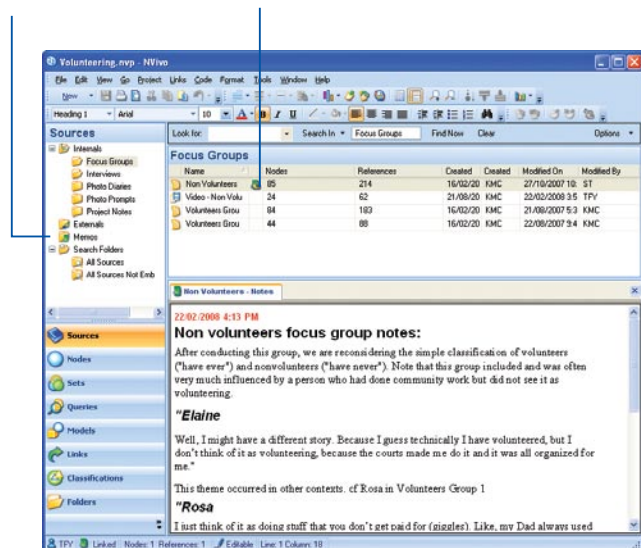 Volunteering.nvp - NVivo
File Edit View Go Project Links Code Format Tools Window Help
New
Heading 1 Arial 10 A B I U
Sources
Look for: Search In Focus Groups Find Now Clear Options
Internals
Focus Groups
Interviews
Photo Diaries
Photo Prompts
Project Notes
Externals
Memos
Search Folders
All Sources
All Sources Not Emb
Focus Groups
Name Nodes References Created Created Modified On Modified By
Non Volunteers 85 214 16/02/20 KMC 27/10/2007 10: ST
Video - Non Volu 24 62 21/08/20 KMC 22/02/2008 3:5 TFY
Volunteers Grou 84 183 16/02/20 KMC 21/08/2007 5:3 KMC
Volunteers Grou 44 88 16/02/20 KMC 22/08/2007 9:4 KMC
Non Volunteers - Notes
22/02/2008 4:13 PM
Non volunteers focus group notes:
After conducting this group, we are reconsidering the simple classification of volunteers
("have ever") and nonvolunteers ("have never"). Note that this group included and was often
very much influenced by a person who had done community work but did not see it as
volunteering.
"Elaine
Well, I might have a different story. Because I guess technically I have volunteered, but I
don't think of it as volunteering, because the courts made me do it and it was all organized for
me."
This theme occurred in other contexts. cf Rosa in Volunteers Group 1
"Rosa
I just think of it as doing stuff that you don't get paid for (giggles). Like, my Dad always used
Sources
Nodes
Sets
Queries
Models
Links
Classifications
Folders
TFY Linked Nodes: 1 References: 1 Editable Line: 1 Column: 18